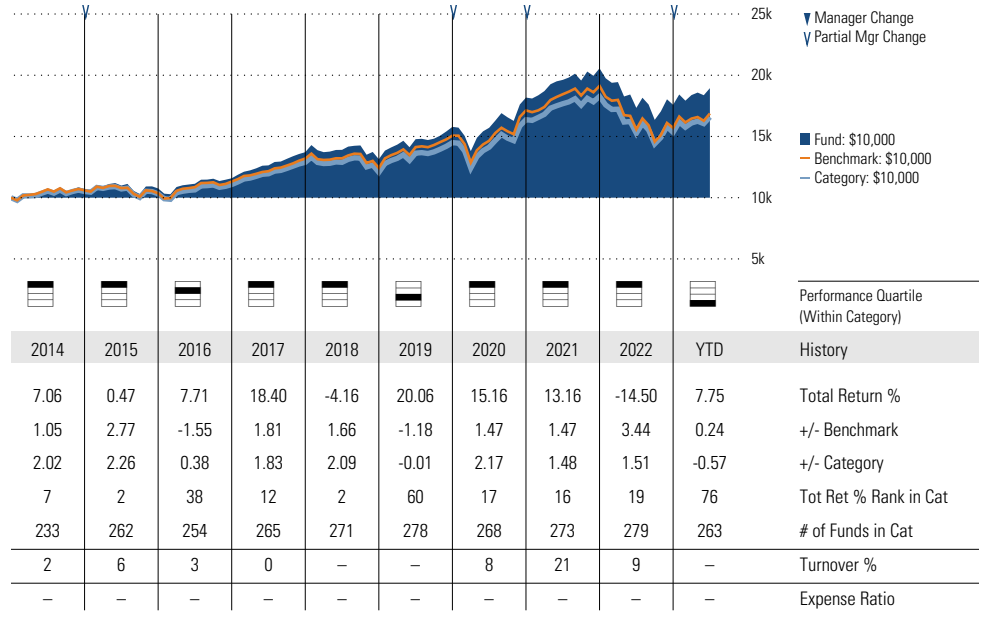 25k
20k
15k
10k
5k
Manager Change
Partial Mgr Change
Fund: $10,000
Benchmark: $10,000
Category: $10,000
Performance Quartile
(Within Category)
2014 2015 2016 2017 2018 2019 2020 2021 2022 YTD History
7.06 0.47 7.71 18.40 -4.16 20.06 15.16 13.16 -14.50 7.75 Total Return %
1.05 2.77 -1.55 1.81 1.66 -1.18 1.47 1.47 3.44 0.24 +/- Benchmark
2.02 2.26 0.38 1.83 2.09 -0.01 2.17 1.48 1.51 -0.57 +/- Category
7 2 38 12 2 60 17 16 19 76 Tot Ret % Rank in Cat
233 262 254 265 271 278 268 273 279 263 # of Funds in Cat
2 6 3 0 – – 8 21 9 – Turnover %
– – – – – – – – – – Expense Ratio